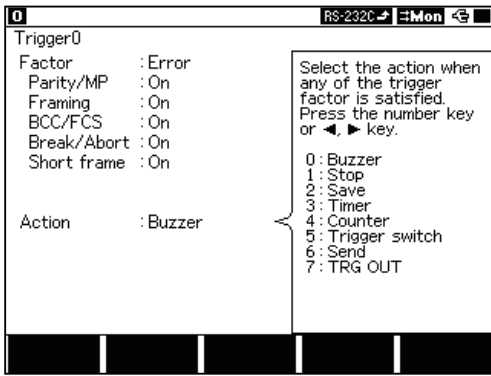 0 RS-232C Mon
Trigger0
Factor :Error
Parity/MP :On
Framing :On
BCC/FCS :On
Break/Abort :On
Short frame :On
Action :Buzzer
Select the action when
any of the trigger
factor is satisfied.
Press the number key
or ◀, ▶ key.
0:Buzzer
1:Stop
2:Save
3:Timer
4:Counter
5:Trigger switch
6:Send
7:TRG OUT